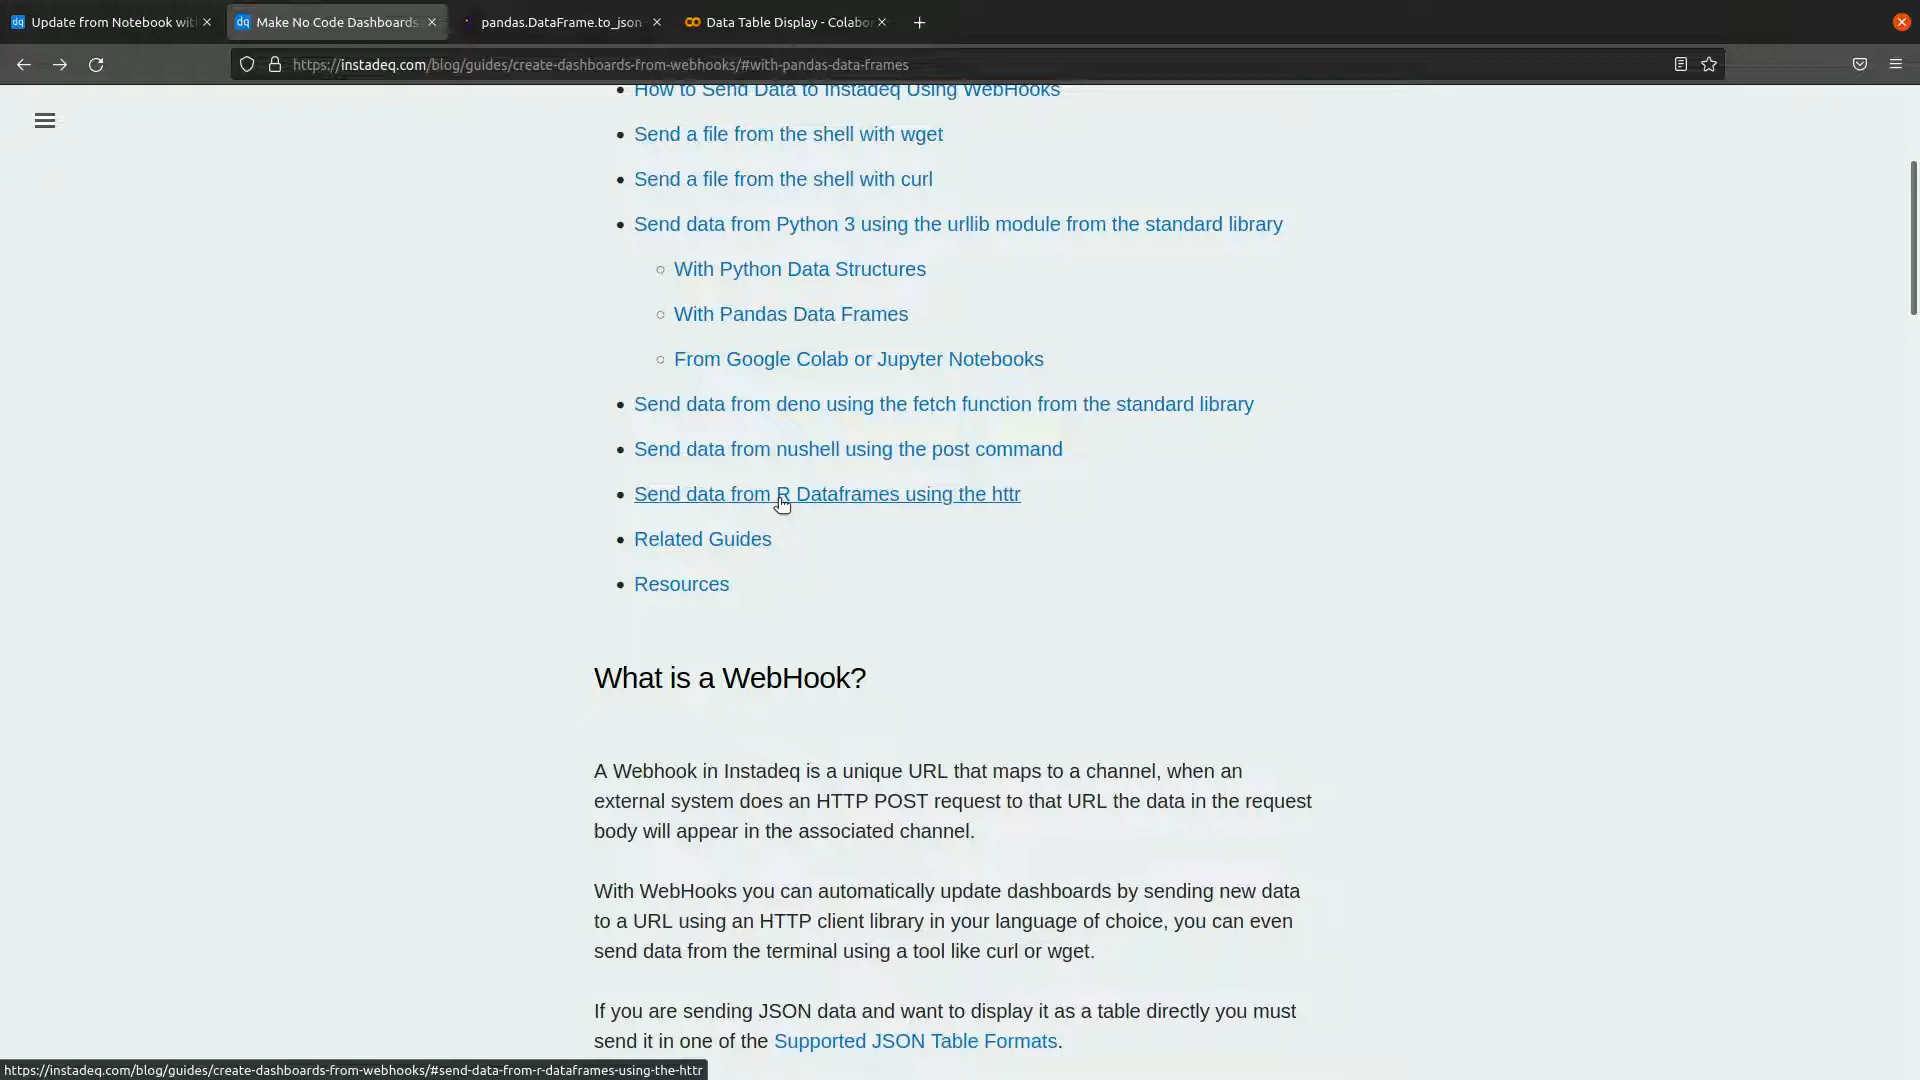 Update from Notebook wit
Make No Code Dashboards
pandas.DataFrame.to_json
Data Table Display - Colabor
https://instadeq.com/blog/guides/create-dashboards-from-webhooks/#with-pandas-data-frames
How to Send Data to Instadeq Using WebHooks
Send a file from the shell with wget
Send a file from the shell with curl
Send data from Python 3 using the urllib module from the standard library
With Python Data Structures
With Pandas Data Frames
From Google Colab or Jupyter Notebooks
Send data from deno using the fetch function from the standard library
Send data from nushell using the post command
Send data from R Dataframes using the httr
Related Guides
Resources
What is a WebHook?
A Webhook in Instadeq is a unique URL that maps to a channel, when an
external system does an HTTP POST request to that URL the data in the request
body will appear in the associated channel.
With WebHooks you can automatically update dashboards by sending new data
to a URL using an HTTP client library in your language of choice, you can even
send data from the terminal using a tool like curl or wget.
If you are sending JSON data and want to display it as a table directly you must
send it in one of the Supported JSON Table Formats.
https://instadeq.com/blog/guides/create-dashboards-from-webhooks/#send-data-from-r-dataframes-using-the-httr